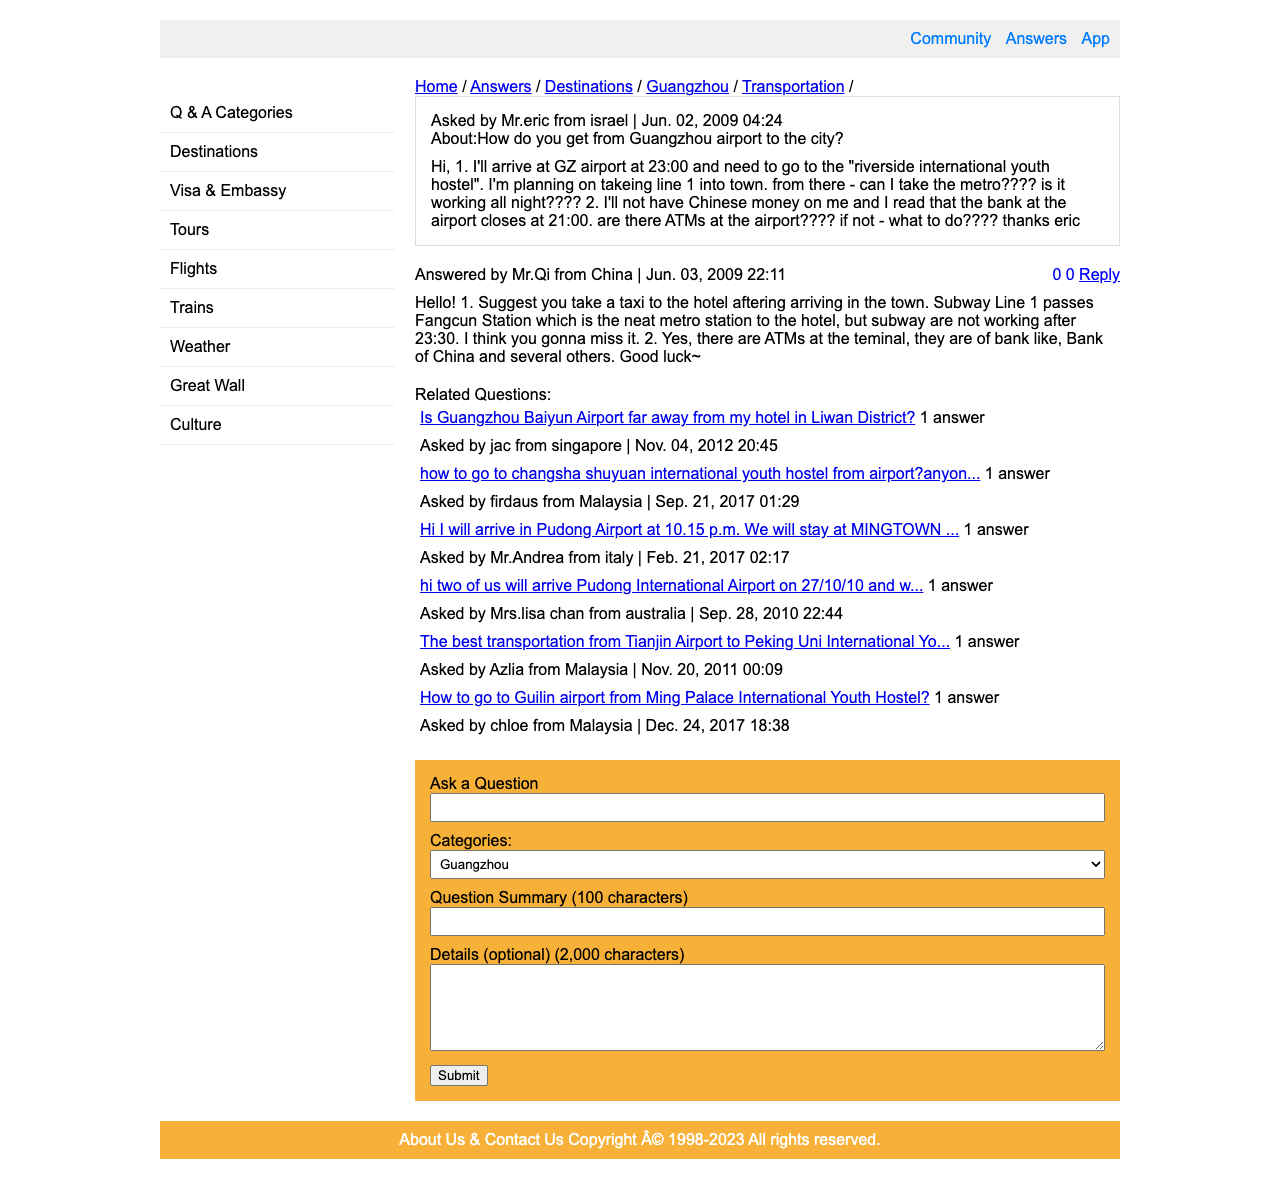 Community Answers App
Home / Answers / Destinations / Guangzhou / Transportation /
Q & A Categories
Destinations
Visa & Embassy
Tours
Flights
Trains
Weather
Great Wall
Culture
Asked by Mr.eric from israel | Jun. 02, 2009 04:24
About:How do you get from Guangzhou airport to the city?
Hi, 1. I'll arrive at GZ airport at 23:00 and need to go to the "riverside international youth
hostel". I'm planning on takeing line 1 into town. from there - can I take the metro???? is it
working all night???? 2. I'll not have Chinese money on me and I read that the bank at the
airport closes at 21:00. are there ATMs at the airport???? if not - what to do???? thanks eric
Answered by Mr.Qi from China | Jun. 03, 2009 22:11 0 0 Reply
Hello! 1. Suggest you take a taxi to the hotel aftering arriving in the town. Subway Line 1 passes
Fangcun Station which is the neat metro station to the hotel, but subway are not working after
23:30. I think you gonna miss it. 2. Yes, there are ATMs at the teminal, they are of bank like, Bank
of China and several others. Good luck~
Related Questions:
Is Guangzhou Baiyun Airport far away from my hotel in Liwan District? 1 answer
Asked by jac from singapore | Nov. 04, 2012 20:45
how to go to changsha shuyuan international youth hostel from airport?anyon... 1 answer
Asked by firdaus from Malaysia | Sep. 21, 2017 01:29
Hi I will arrive in Pudong Airport at 10.15 p.m. We will stay at MINGTOWN ... 1 answer
Asked by Mr.Andrea from italy | Feb. 21, 2017 02:17
hi two of us will arrive Pudong International Airport on 27/10/10 and w... 1 answer
Asked by Mrs.lisa chan from australia | Sep. 28, 2010 22:44
The best transportation from Tianjin Airport to Peking Uni International Yo... 1 answer
Asked by Azlia from Malaysia | Nov. 20, 2011 00:09
How to go to Guilin airport from Ming Palace International Youth Hostel? 1 answer
Asked by chloe from Malaysia | Dec. 24, 2017 18:38
Ask a Question
Categories:
Guangzhou
Question Summary (100 characters)
Details (optional) (2,000 characters)
Submit
About Us & Contact Us Copyright Â© 1998-2023 All rights reserved.